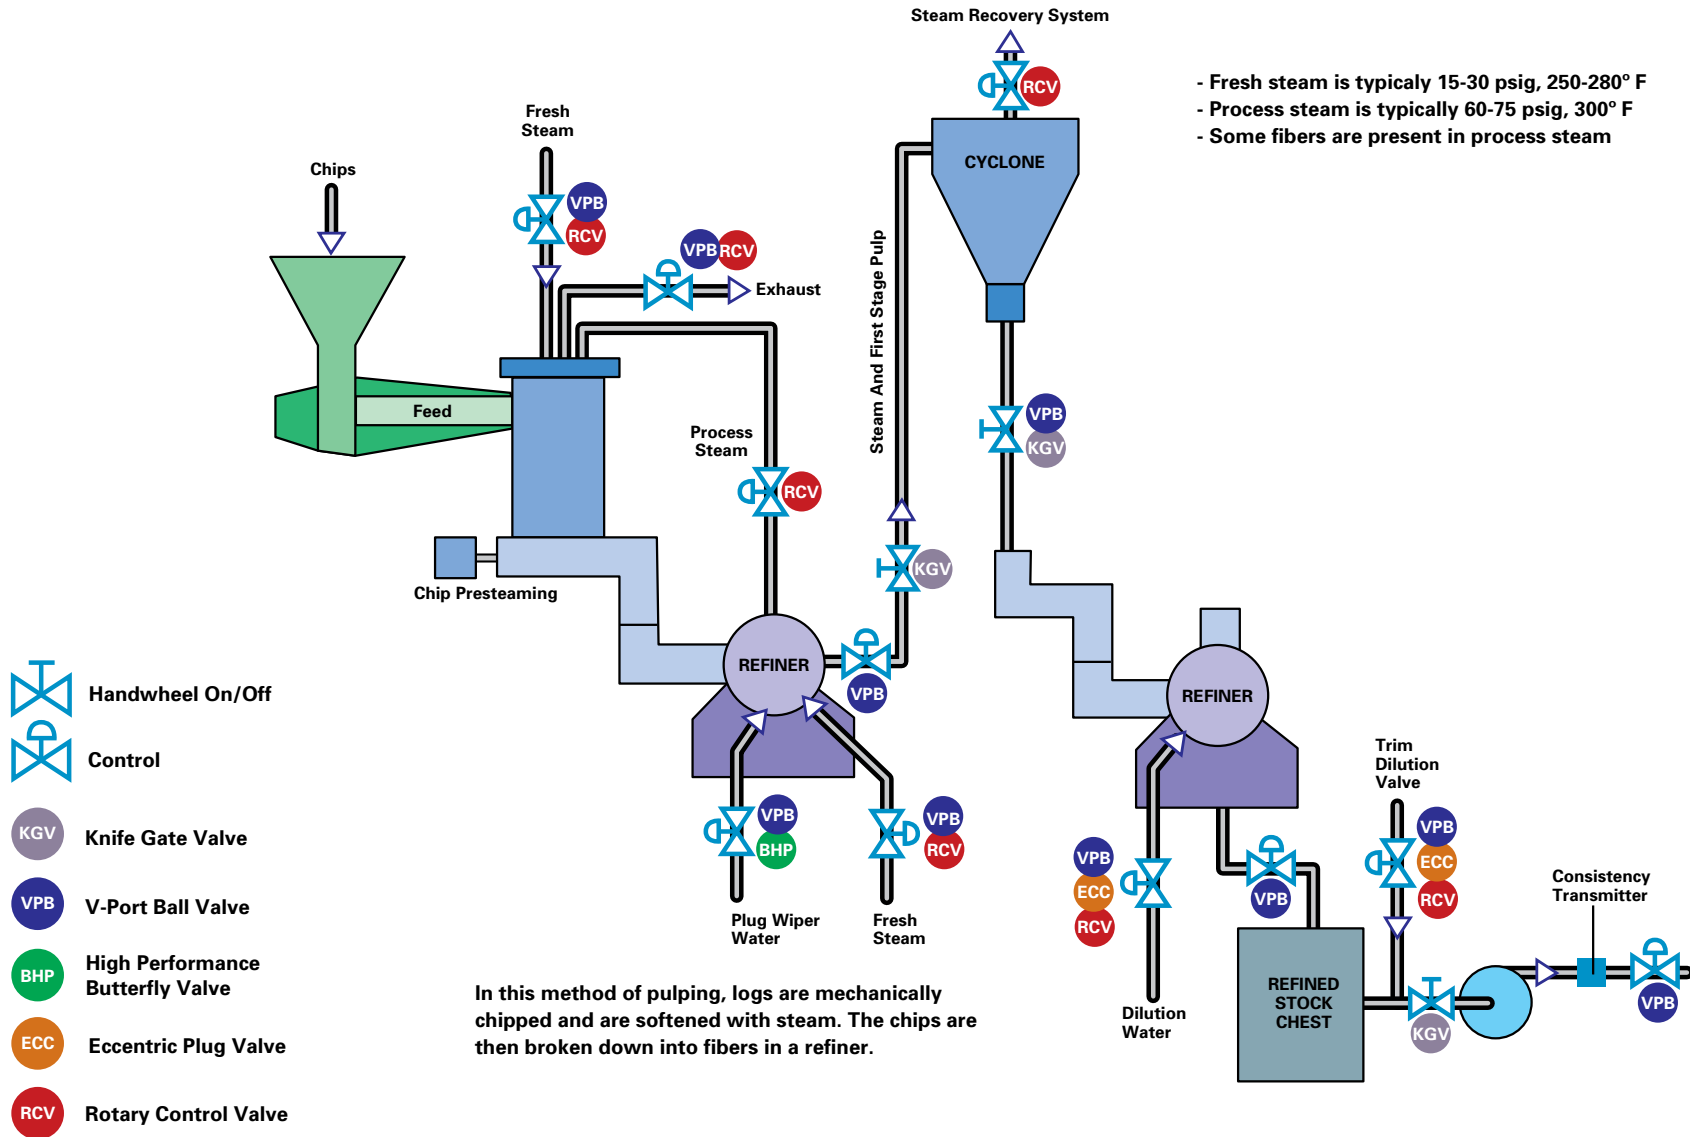 Steam Recovery System
RCV
- Fresh steam is typicaly 15-30 psig, 250-280º F
- Process steam is typically 60-75 psig, 300º F
- Some fibers are present in process steam
Fresh
Steam
Chips
VPB
RCV
VPB
RCV
Exhaust
CYCLONE
Steam And First Stage Pulp
Feed
VPB
KGV
Process
Steam
RCV
KGV
Chip Presteaming
REFINER
VPB
REFINER
Handwheel On/Off
Control
KGV
Knife Gate Valve
VPB
V-Port Ball Valve
BHP
High Performance
Butterfly Valve
ECC
Eccentric Plug Valve
RCV
Rotary Control Valve
VPB
BHP
VPB
RCV
Plug Wiper
Water
Fresh
Steam
VPB
ECC
RCV
Dilution
Water
VPB
Trim
Dilution
Valve
VPB
ECC
RCV
Consistency
Transmitter
REFINED
STOCK
CHEST
KGV
VPB
In this method of pulping, logs are mechanically
chipped and are softened with steam. The chips are
then broken down into fibers in a refiner.